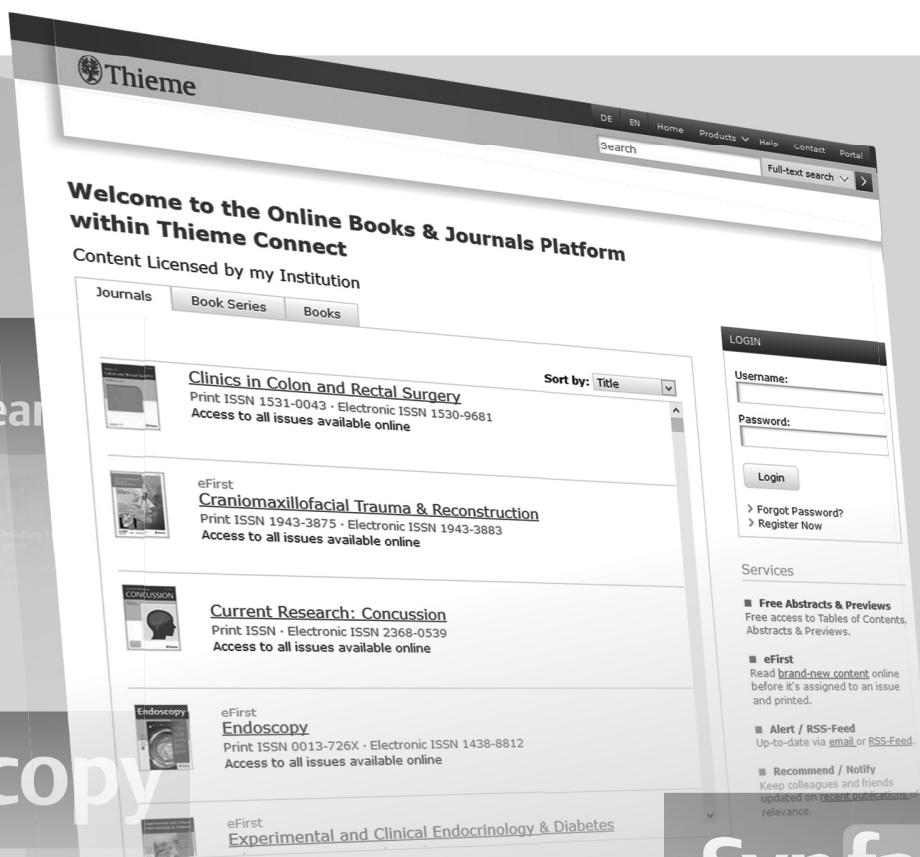 Thieme
DE EN Home Products Help Contact Portal
Search
Full-text search
Welcome to the Online Books & Journals Platform
within Thieme Connect
Content Licensed by my Institution
Journals Book Series Books
Sort by: Title
Clinics in Colon and Rectal Surgery
Print ISSN 1531-0043 · Electronic ISSN 1530-9681
Access to all issues available online
eFirst
Craniomaxillofacial Trauma & Reconstruction
Print ISSN 1943-3875 · Electronic ISSN 1943-3883
Access to all issues available online
CONCUSSION
Current Research: Concussion
Print ISSN · Electronic ISSN 2368-0539
Access to all issues available online
Endoscopy
eFirst
Endoscopy
Print ISSN 0013-726X · Electronic ISSN 1438-8812
Access to all issues available online
eFirst
Experimental and Clinical Endocrinology & Diabetes
LOGIN
Username:
Password:
Login
> Forgot Password?
> Register Now
Services
Free Abstracts & Previews
Free access to Tables of Contents,
Abstracts & Previews.
eFirst
Read brand-new content online
before it's assigned to an issue
and printed.
Alert / RSS-Feed
Up-to-date via email or RSS-Feed.
Recommend / Notify
Keep colleagues and friends
updated on recent publications of
relevance.
copy